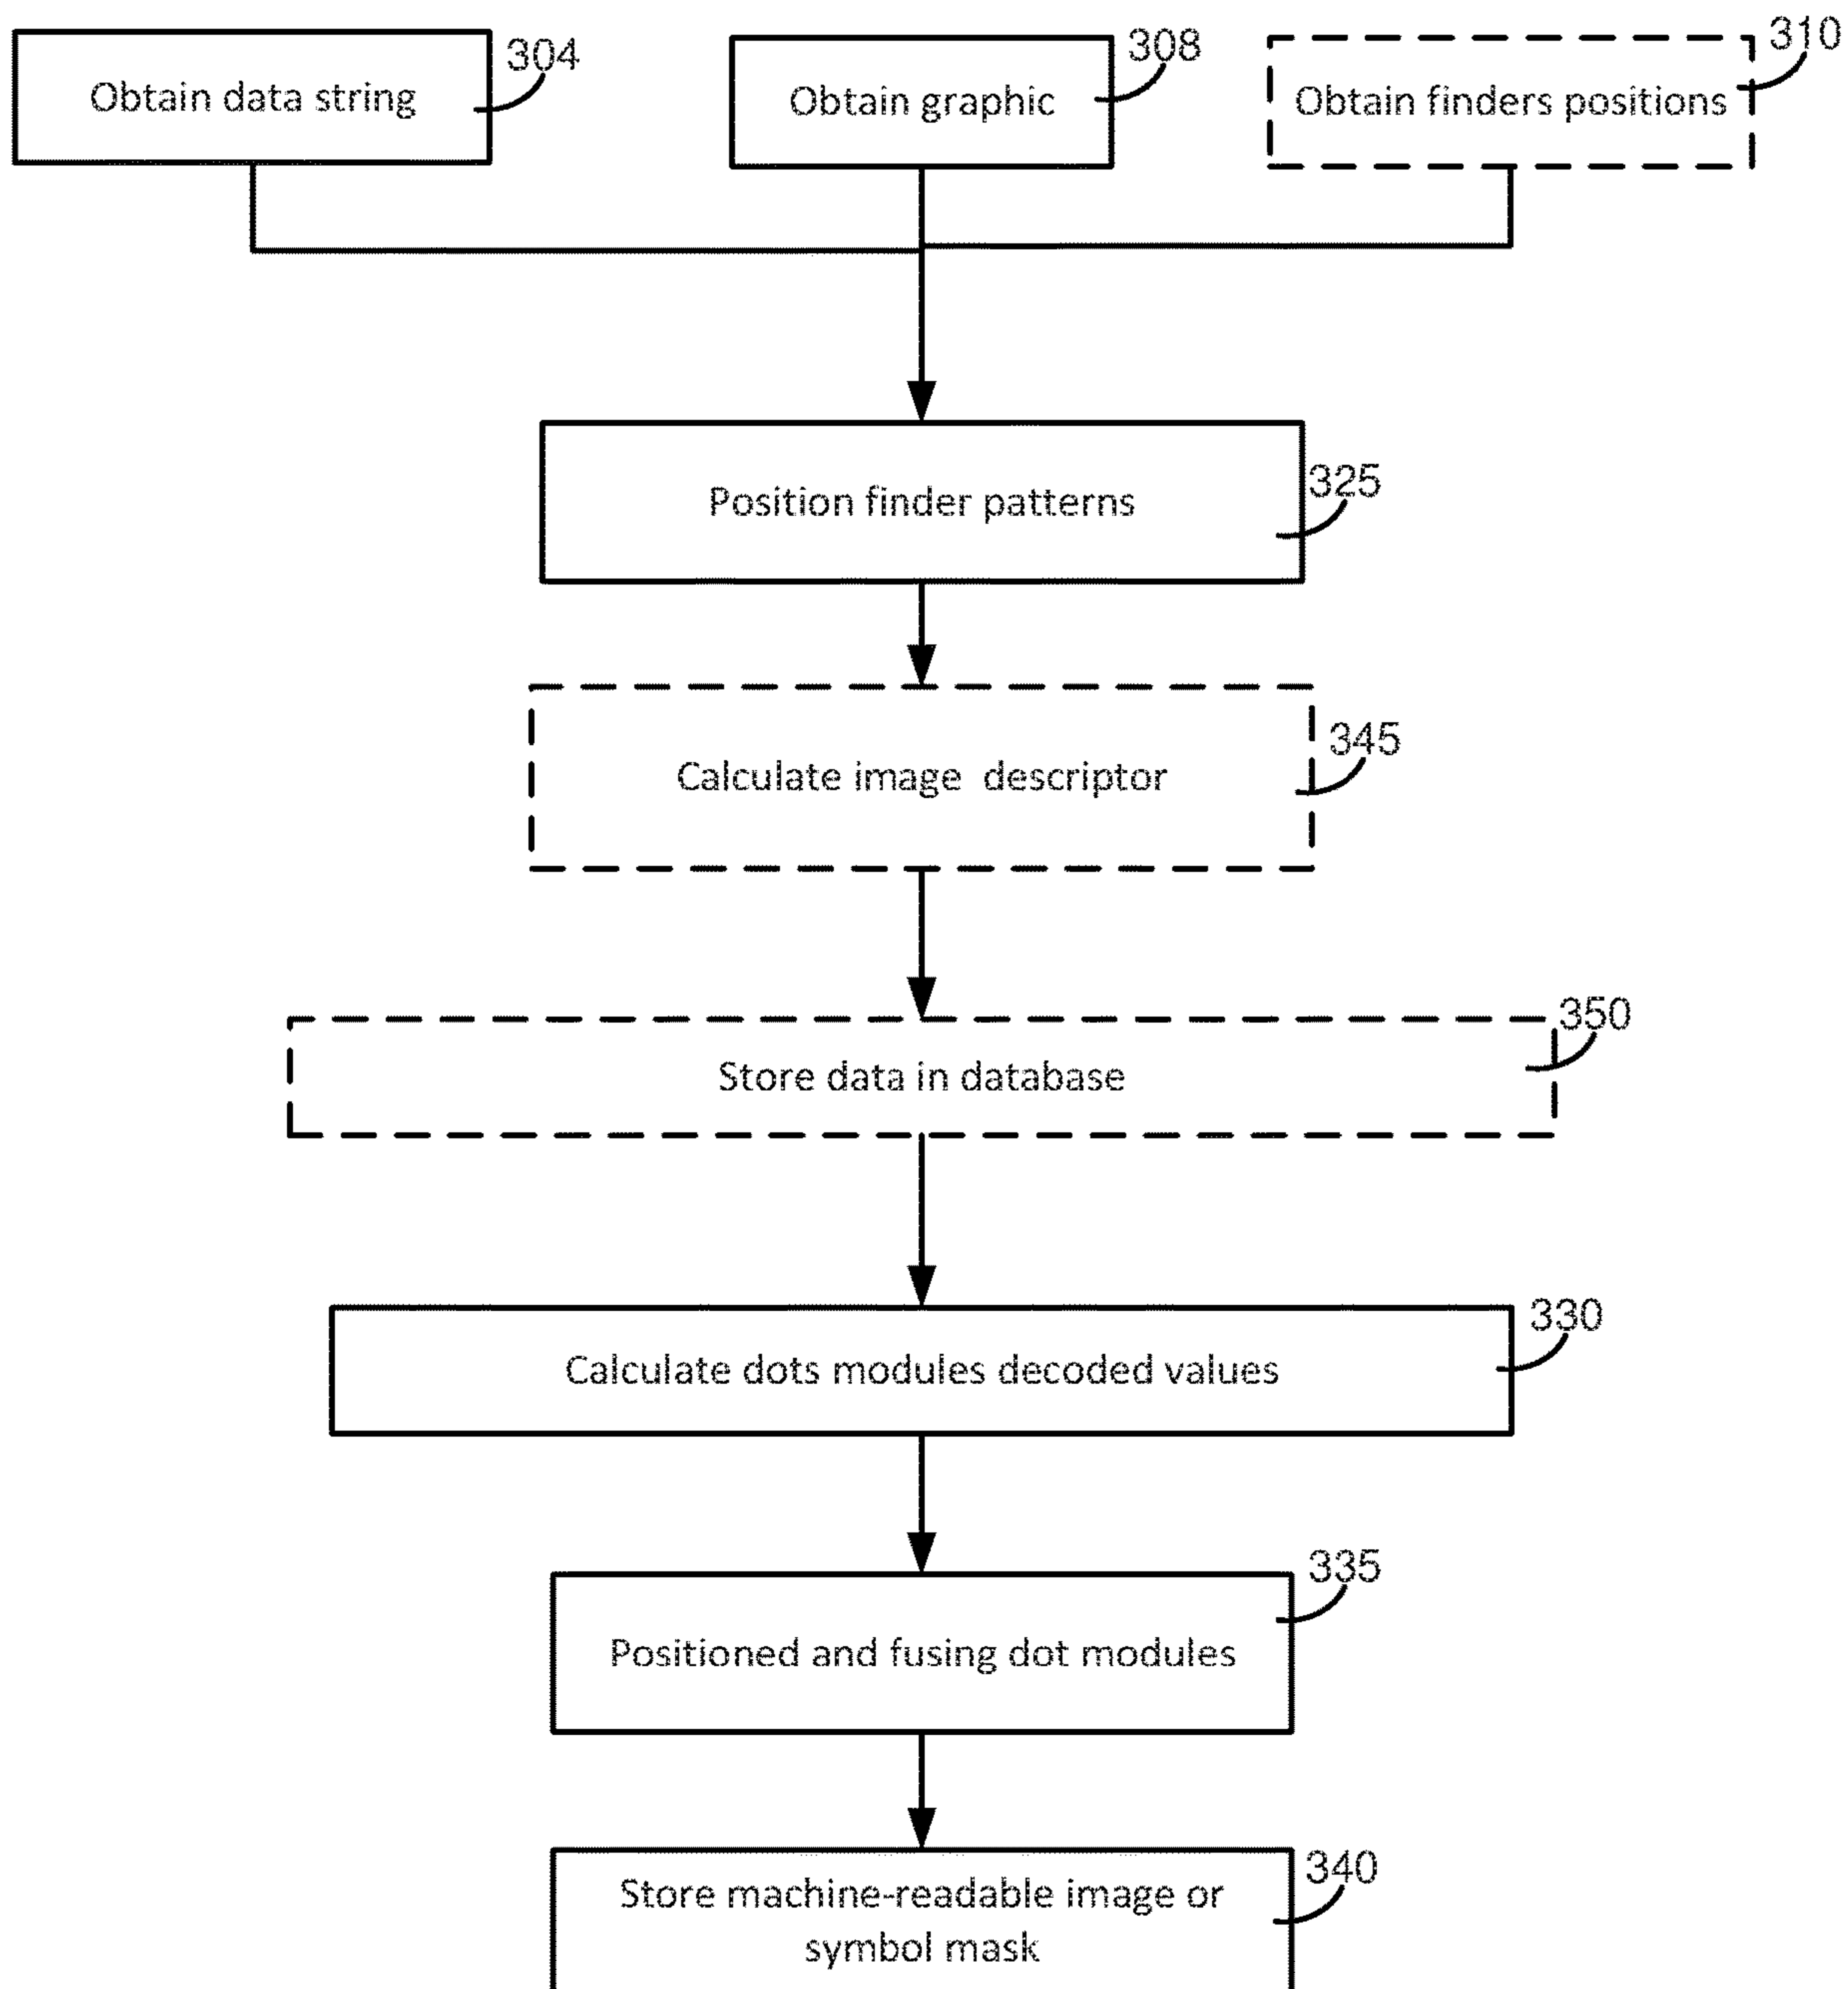 304
Obtain data string
308
Obtain graphic
310
Obtain finders positions
325
Position finder patterns
345
Calculate image descriptor
350
Store data in database
330
Calculate dots modules decoded values
335
Positioned and fusing dot modules
340
Store machine-readable image or
symbol mask